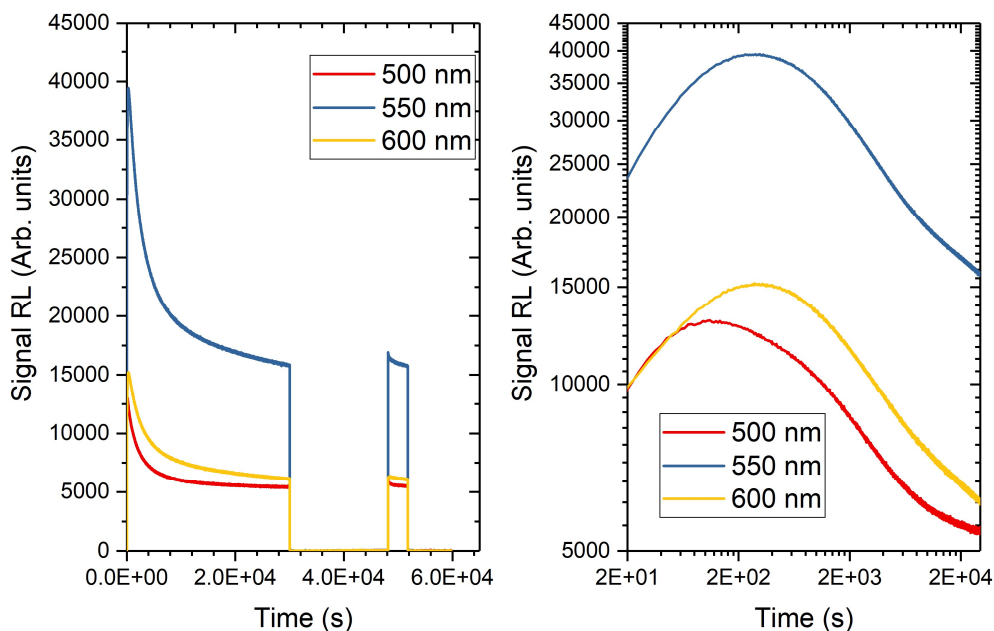 45000
40000
35000
30000
25000
20000
15000
10000
5000
0
Signal RL (Arb. units)
500 nm
550 nm
600 nm
0.0E+00
2.0E+04
4.0E+04
6.0E+04
Time (s)
45000
40000
35000
30000
25000
20000
15000
10000
5000
Signal RL (Arb. units)
500 nm
550 nm
600 nm
2E+01
2E+02
2E+03
2E+04
Time (s)